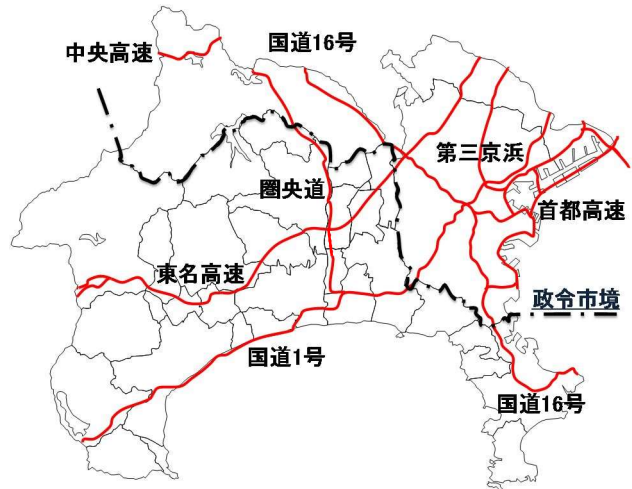 国道16号
中央高速
第三京浜
圏央道
首都高速
東名高速
政令市境
国道1号
国道16号